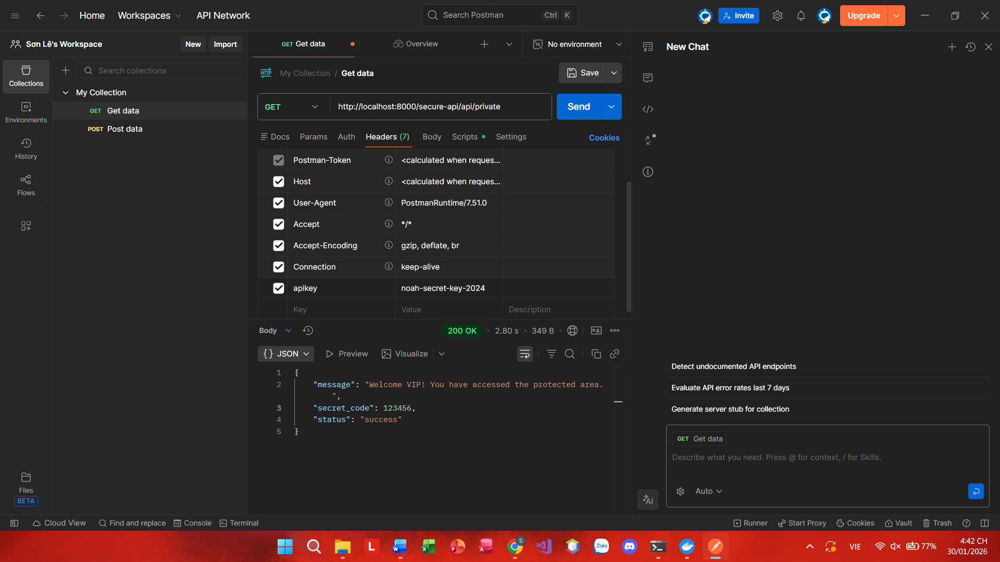 Home
Workspaces
API Network
Search Postman
Ctrl K
Invite
Upgrade
Sơn Lê's Workspace
New
Import
GET Get data
Overview
No environment
New Chat
Collections
Search collections
My Collection
GET Get data
POST Post data
Environments
History
Flows
Files
BETA
HTTP
My Collection / Get data
Save
GET
http://localhost:8000/secure-api/api/private
Send
Docs
Params
Auth
Headers (7)
Body
Scripts
Settings
Cookies
Postman-Token <calculated when reques...
Host <calculated when reques...
User-Agent PostmanRuntime/7.51.0
Accept */*
Accept-Encoding gzip, deflate, br
Connection keep-alive
apikey noah-secret-key-2024
Key Value Description
Body
200 OK • 2.80 s • 349 B
e.g.
{} JSON
Preview
Visualize
1 {
2 "message": "Welcome VIP! You have accessed the protected area.
",
3 "secret_code": 123456,
4 "status": "success"
5 }
Detect undocumented API endpoints
Evaluate API error rates last 7 days
Generate server stub for collection
GET Get data
Describe what you need. Press @ for context, / for Skills.
Auto
AI
Cloud View
Find and replace
Console
Terminal
Runner
Start Proxy
Cookies
Vault
Trash
L
W
X
P
A
S
Zalo
VIE
77%
4:42 CH
30/01/2026